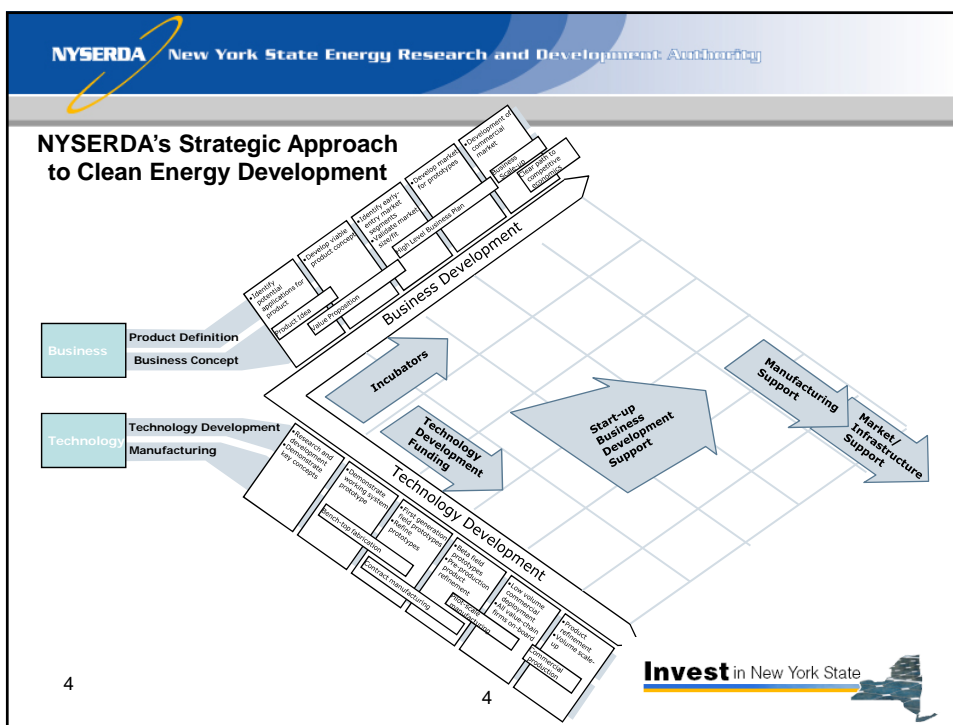 NYSERDA New York State Energy Research and Development Authority
NYSERDA's Strategic Approach
to Clean Energy Development
Business
Product Definition
Business Concept
•Identify
potential
applications for
product
•Develop viable
product concept
•Identify early-
entry market
segments
•Validate market
size/fit
•Develop market
for prototypes
•Development of
commercial
market
Product Idea
Value Proposition
High Level Business Plan
Business
Scale-up
Clear path to
competitive
economics
Business Development
Incubators
Technology
Development
Funding
Start-up
Business
Development
Support
Manufacturing
Support
Market/
Infrastructure
Support
Technology
Technology Development
Manufacturing
Technology Development
•Research and
development
•Demonstrate
key concepts
•Demonstrate
working system
prototype
•First generation
field prototypes
•Refine
prototypes
•Beta field
prototypes
•Pre-production
product
refinement
•Low volume
commercial
deployment
•All value-chain
firms on-board
•Product
refinement
•Volume scale-
up
Bench-top fabrication
Contract manufacturing
Pilot-scale
manufacturing
Commercial
production
4
4
Invest in New York State